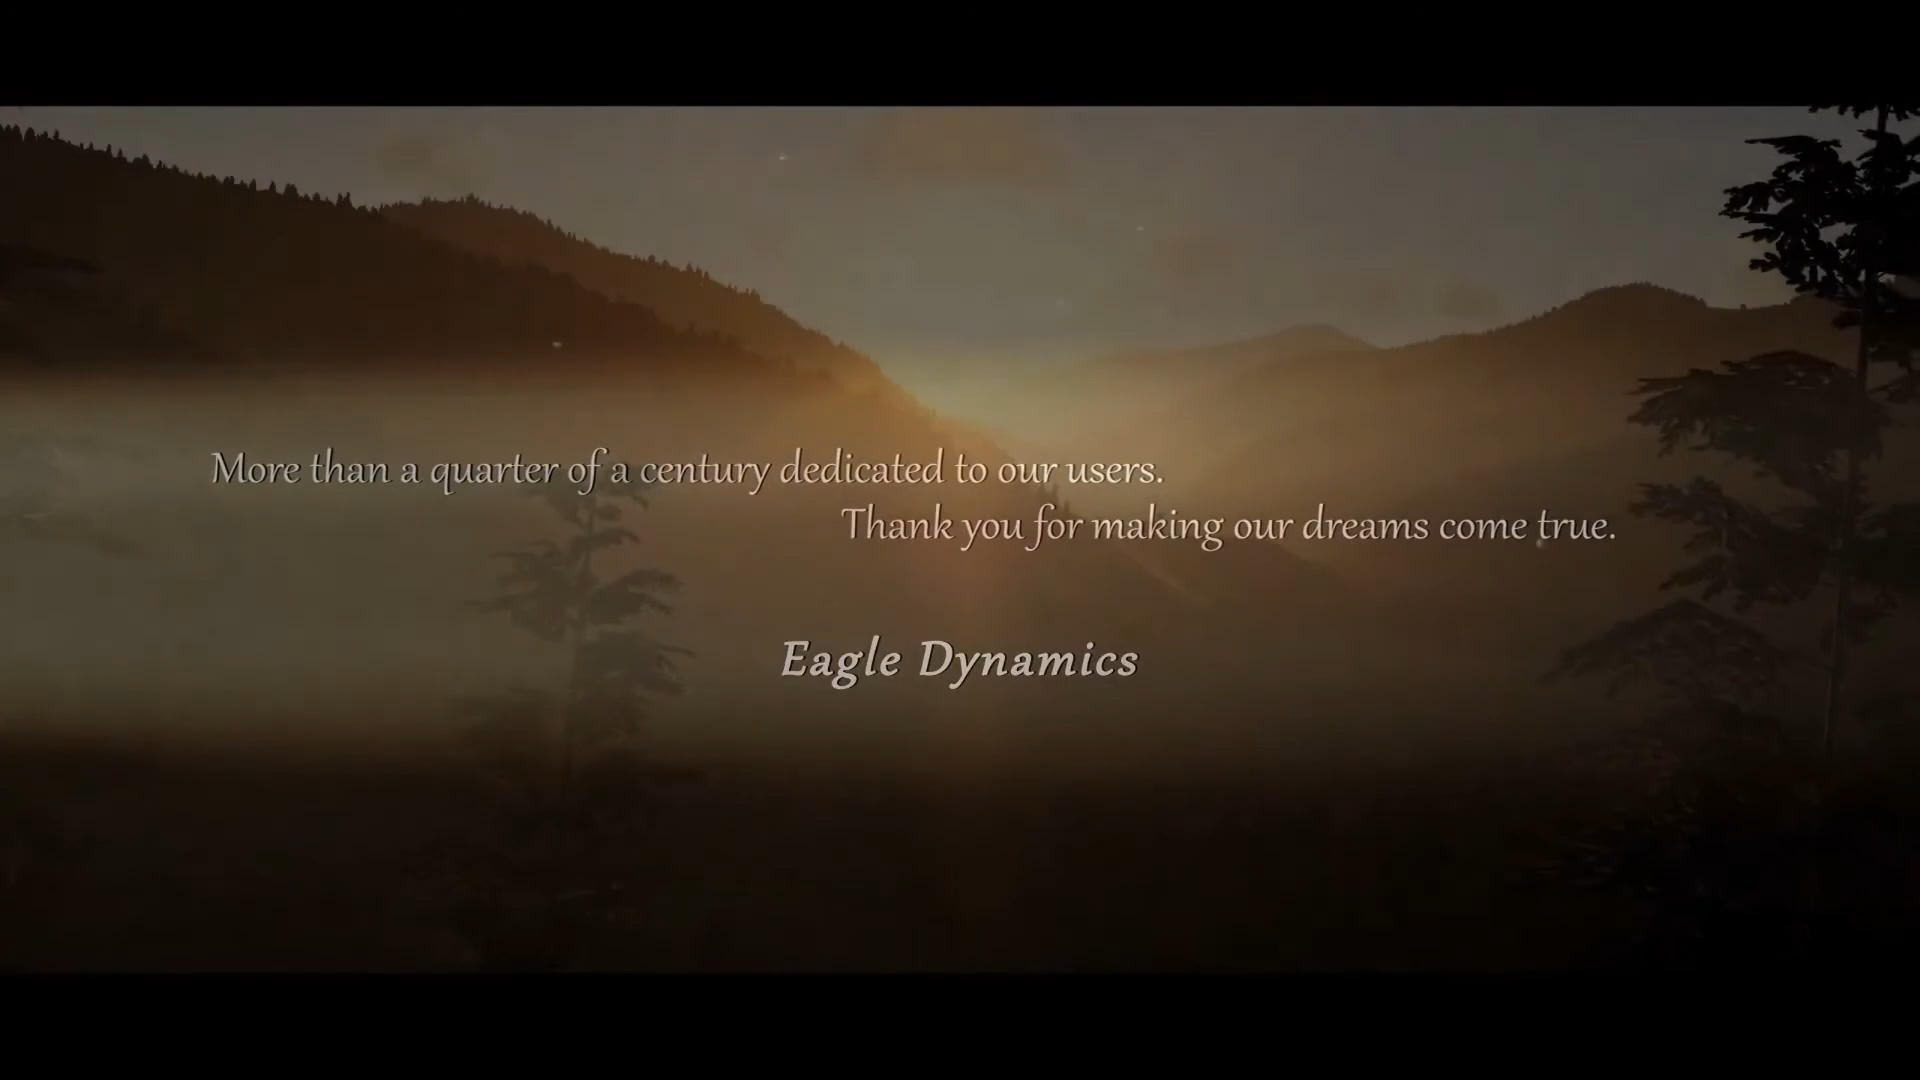 More than a quarter of a century dedicated to our users.
Thank you for making our dreams come true.
Eagle Dynamics